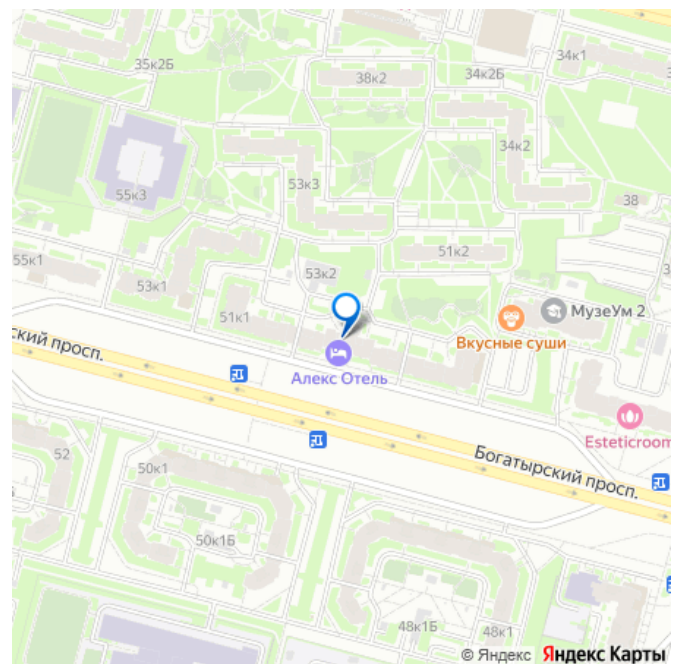 34к1
35к2Б
38к2
34к2Б
34к2
53к3
55к3
38
51к2
55к1
53к2
53к1
51к1
МузеУм 2
Вкусные суши
ский просп.
Алекс Отель
Esteticroom
Богатырский просп.
52
50к1
50к1Б
48к1Б
48к1
© Яндекс Яндекс Карты